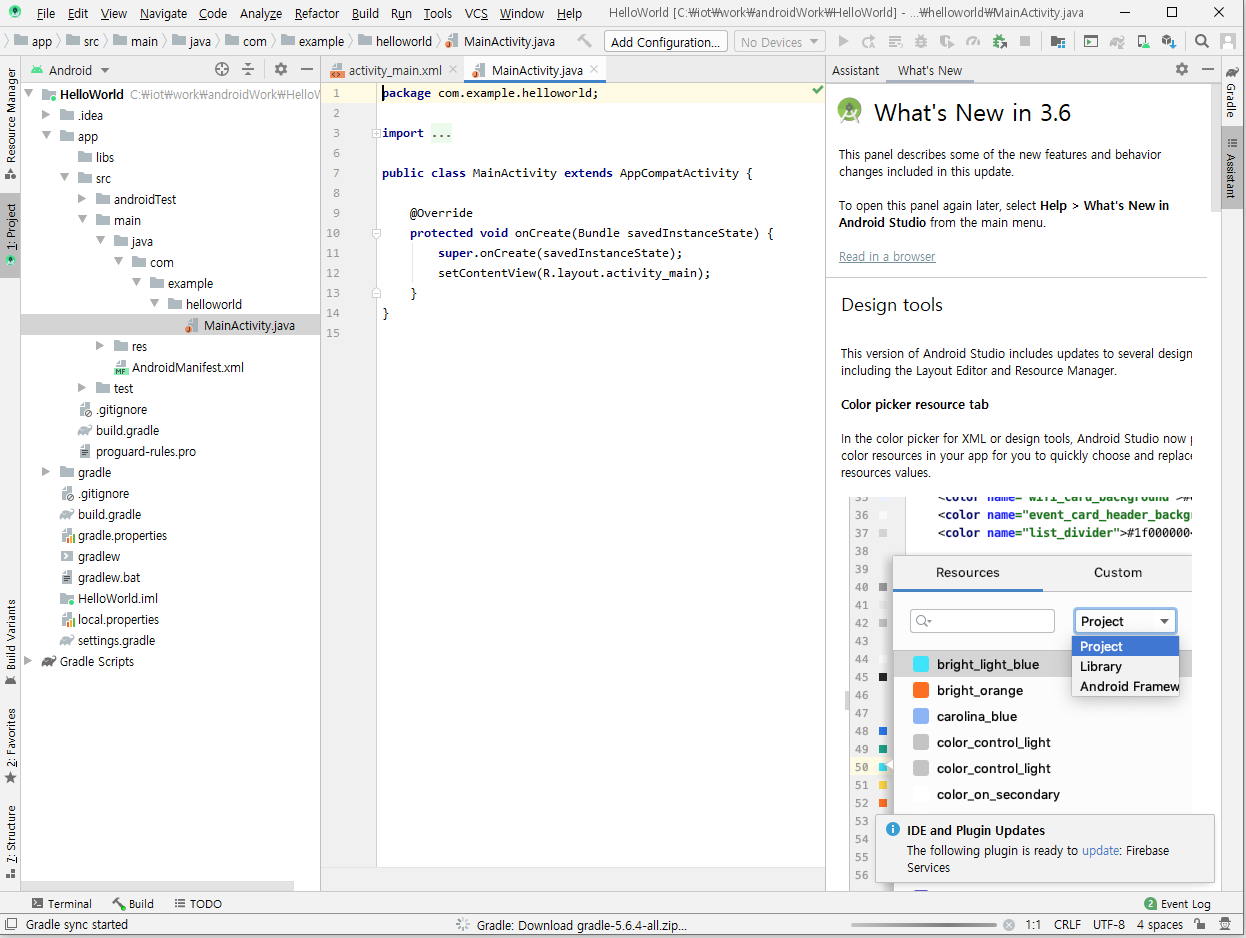 File Edit View Navigate Code Analyze Refactor Build Run Tools VCS Window Help HelloWorld [C:₩iot₩work₩androidWork₩HelloWorld] - ...₩helloworld₩MainActivity.java
app src main java com example helloworld MainActivity.java Add Configuration... No Devices
Resource Manager
1: Project
Build Variants
2: Favorites
7: Structure
Android
HelloWorld C:₩iot₩work₩androidWork₩HelloW
.idea
app
libs
src
androidTest
main
java
com
example
helloworld
MainActivity.java
res
AndroidManifest.xml
test
.gitignore
build.gradle
proguard-rules.pro
gradle
.gitignore
build.gradle
gradle.properties
gradlew
gradlew.bat
HelloWorld.iml
local.properties
settings.gradle
Gradle Scripts
activity_main.xml MainActivity.java
1 package com.example.helloworld;
2
3 import ...
6
7 public class MainActivity extends AppCompatActivity {
8
9 @Override
10 protected void onCreate(Bundle savedInstanceState) {
11 super.onCreate(savedInstanceState);
12 setContentView(R.layout.activity_main);
13 }
14 }
15
Assistant What's New
What's New in 3.6
This panel describes some of the new features and behavior
changes included in this update.
To open this panel again later, select Help > What's New in
Android Studio from the main menu.
Read in a browser
Design tools
This version of Android Studio includes updates to several design
including the Layout Editor and Resource Manager.
Color picker resource tab
In the color picker for XML or design tools, Android Studio now
color resources in your app for you to quickly choose and replace
resources values.
35 <color name="wifi_card_background">#
36 <color name="event_card_header_backg
37 <color name="list_divider">#1f000000<
38
39
40
41
42
43
44
45
46
47
48
49
50
51
52
53
54
55
56
Resources Custom
Project
Project
Library
Android Framew
bright_light_blue
bright_orange
carolina_blue
color_control_light
color_control_light
color_on_secondary
IDE and Plugin Updates
The following plugin is ready to update: Firebase
Services
Gradle
Assistant
Terminal Build TODO 2 Event Log
Gradle sync started Gradle: Download gradle-5.6.4-all.zip... 1:1 CRLF UTF-8 4 spaces